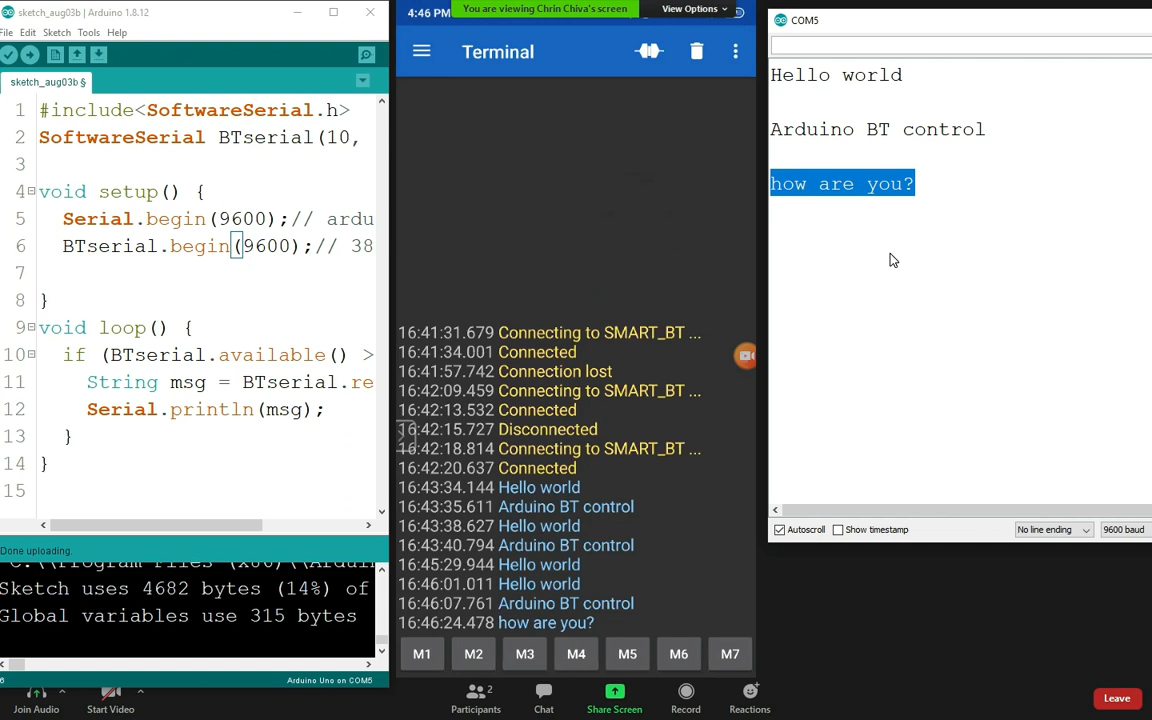 sketch_aug03b | Arduino 1.8.12
File Edit Sketch Tools Help
sketch_aug03b §
1 #include<SoftwareSerial.h>
2 SoftwareSerial BTserial(10,
3
4 void setup() {
5 Serial.begin(9600);// ardu
6 BTserial.begin(9600);// 38
7
8 }
9 void loop() {
10 if (BTserial.available() >
11 String msg = BTserial.re
12 Serial.println(msg);
13 }
14 }
15
Done uploading.
C:\\Program Files (x86)\\Ardui
Sketch uses 4682 bytes (14%) of
Global variables use 315 bytes
Arduino Uno on COM5
4:46 PM
You are viewing Chrin Chiva's screen
View Options
Terminal
16:41:31.679 Connecting to SMART_BT ...
16:41:34.001 Connected
16:41:57.742 Connection lost
16:42:09.459 Connecting to SMART_BT ...
16:42:13.532 Connected
16:42:15.727 Disconnected
16:42:18.814 Connecting to SMART_BT ...
16:42:20.637 Connected
16:43:34.144 Hello world
16:43:35.611 Arduino BT control
16:43:38.627 Hello world
16:43:40.794 Arduino BT control
16:45:29.944 Hello world
16:46:01.011 Hello world
16:46:07.761 Arduino BT control
16:46:24.478 how are you?
M1 M2 M3 M4 M5 M6 M7
COM5
Hello world
Arduino BT control
how are you?
Autoscroll Show timestamp No line ending 9600 baud
Join Audio Start Video Participants 2 Chat Share Screen Record Reactions Leave